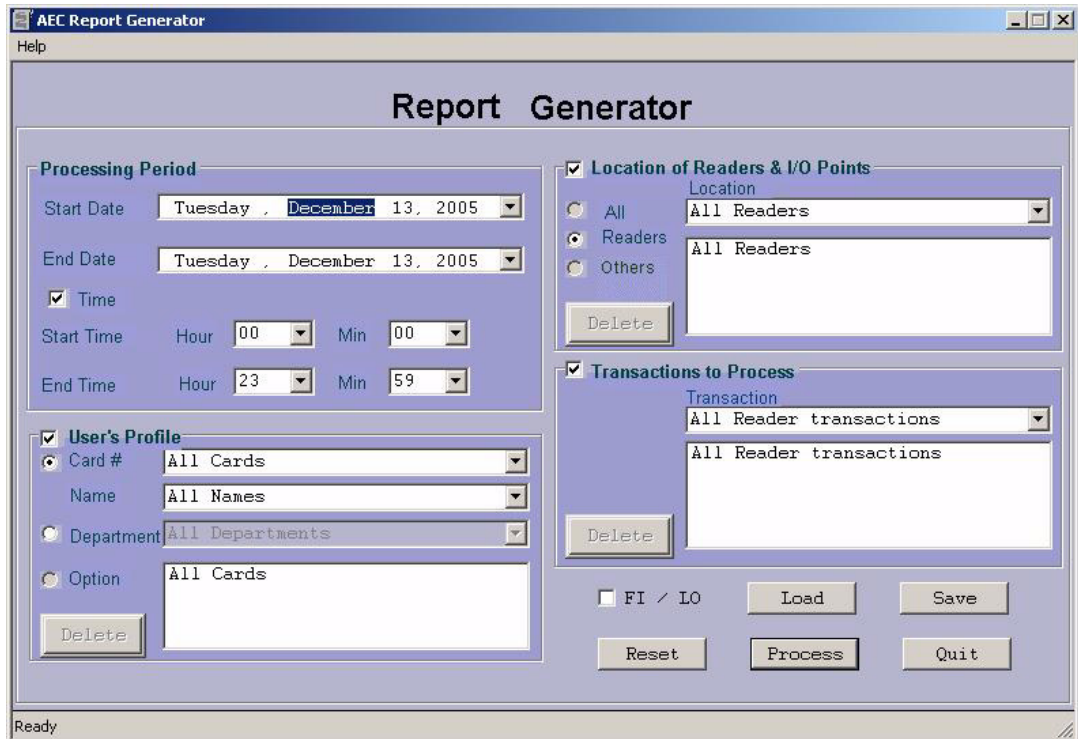 AEC Report Generator
Help
Report Generator
Processing Period
Start Date Tuesday , December 13, 2005
End Date Tuesday , December 13, 2005
Time
Start Time Hour 00 Min 00
End Time Hour 23 Min 59
User's Profile
Card # All Cards
Name All Names
Department All Departments
Option All Cards
Delete
Location of Readers & I/O Points
Location
All All Readers
Readers All Readers
Others
Delete
Transactions to Process
Transaction
All Reader transactions
All Reader transactions
Delete
FI / LO Load Save
Reset Process Quit
Ready